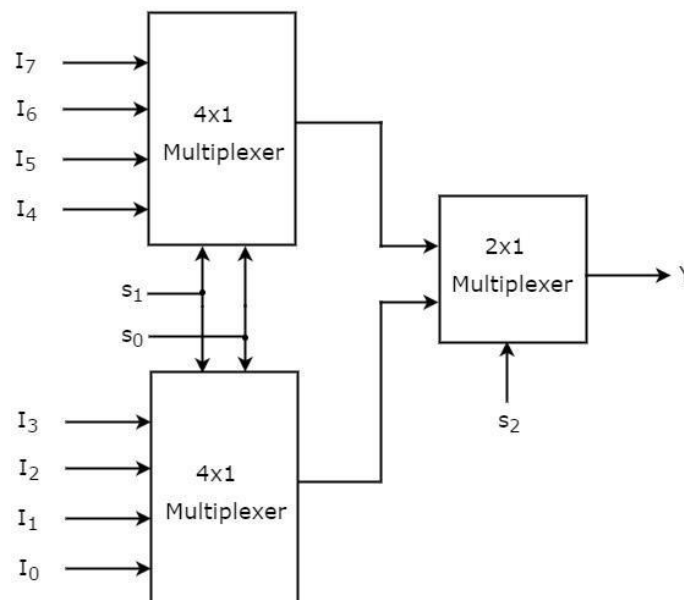 I7
I6
I5
I4
4x1
Multiplexer
s1
s0
2x1
Multiplexer
Y
s2
I3
I2
I1
I0
4x1
Multiplexer